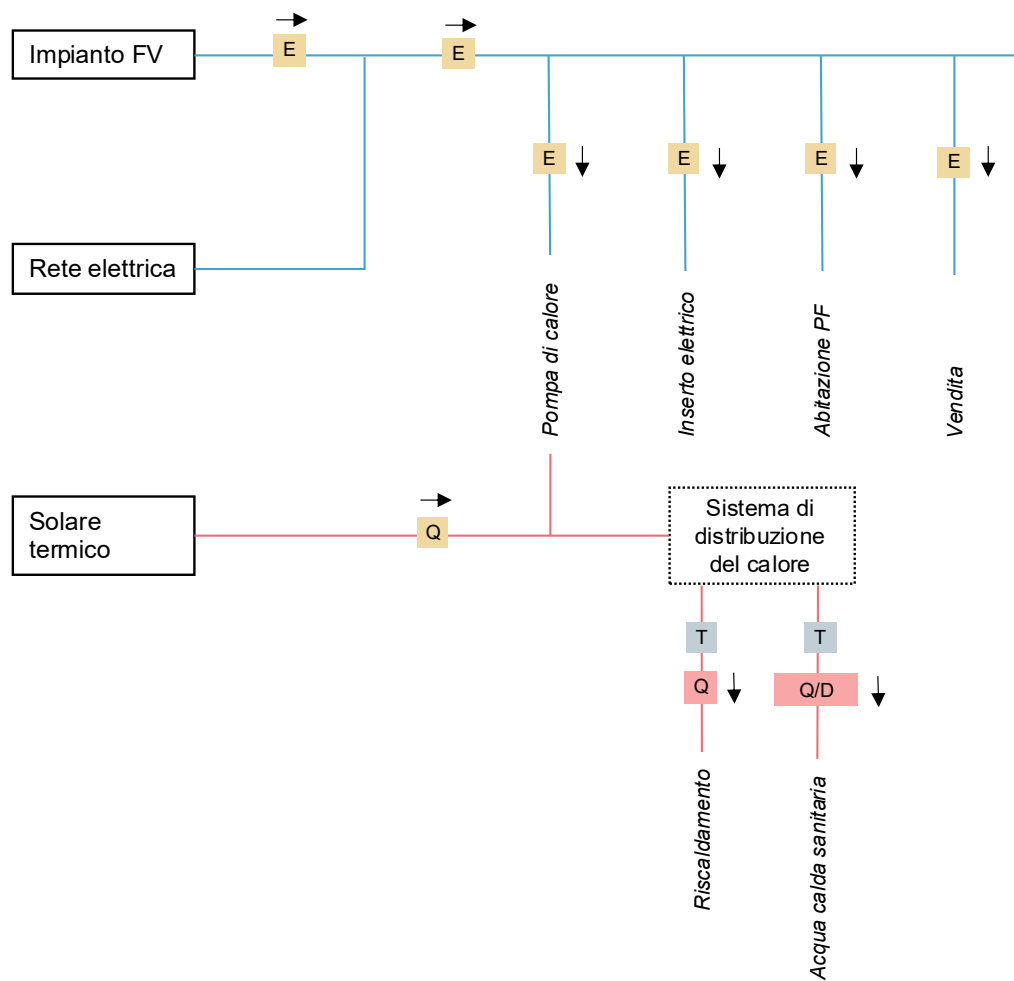 Impianto FV
E
E
E
E
E
E
Rete elettrica
Pompa di calore
Inserto elettrico
Abitazione PF
Vendita
Solare
termico
Q
Sistema di
distribuzione
del calore
T
T
Q
Q/D
Riscaldamento
Acqua calda sanitaria